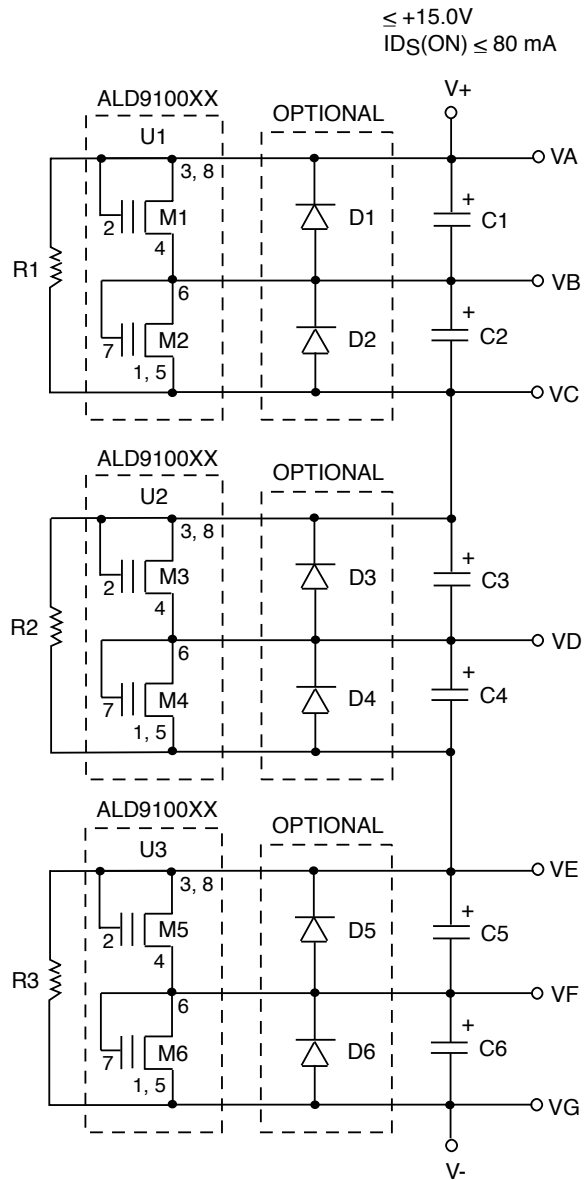 ≤ +15.0V
IDS(ON) ≤ 80 mA
V+
ALD9100XX
OPTIONAL
U1
VA
3, 8
2
M1
4
D1
+
C1
R1
6
VB
7
M2
1, 5
D2
+
C2
VC
ALD9100XX
OPTIONAL
U2
3, 8
2
M3
4
D3
+
C3
R2
6
VD
7
M4
1, 5
D4
+
C4
ALD9100XX
OPTIONAL
U3
VE
3, 8
2
M5
4
D5
+
C5
R3
6
VF
7
M6
1, 5
D6
+
C6
VG
V-